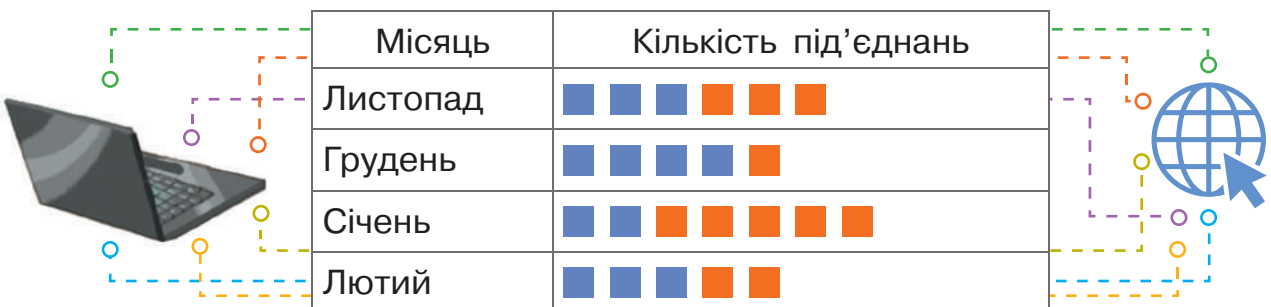 Місяць Кількість під’єднань
Листопад
Грудень
Січень
Лютий